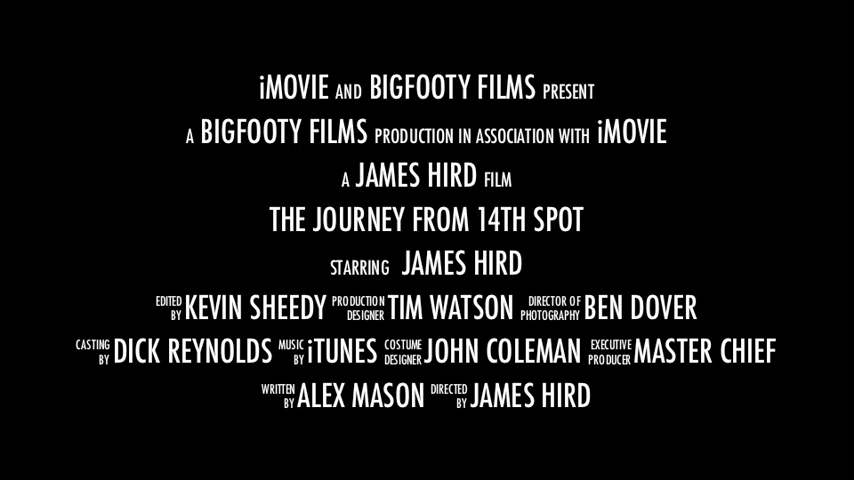 iMOVIE AND BIGFOOTY FILMS PRESENT
A BIGFOOTY FILMS PRODUCTION IN ASSOCIATION WITH iMOVIE
A JAMES HIRD FILM
THE JOURNEY FROM 14TH SPOT
STARRING JAMES HIRD
EDITED BY KEVIN SHEEDY PRODUCTION DESIGNER TIM WATSON DIRECTOR OF PHOTOGRAPHY BEN DOVER
CASTING BY DICK REYNOLDS MUSIC BY iTUNES COSTUME DESIGNER JOHN COLEMAN EXECUTIVE PRODUCER MASTER CHIEF
WRITTEN BY ALEX MASON DIRECTED BY JAMES HIRD